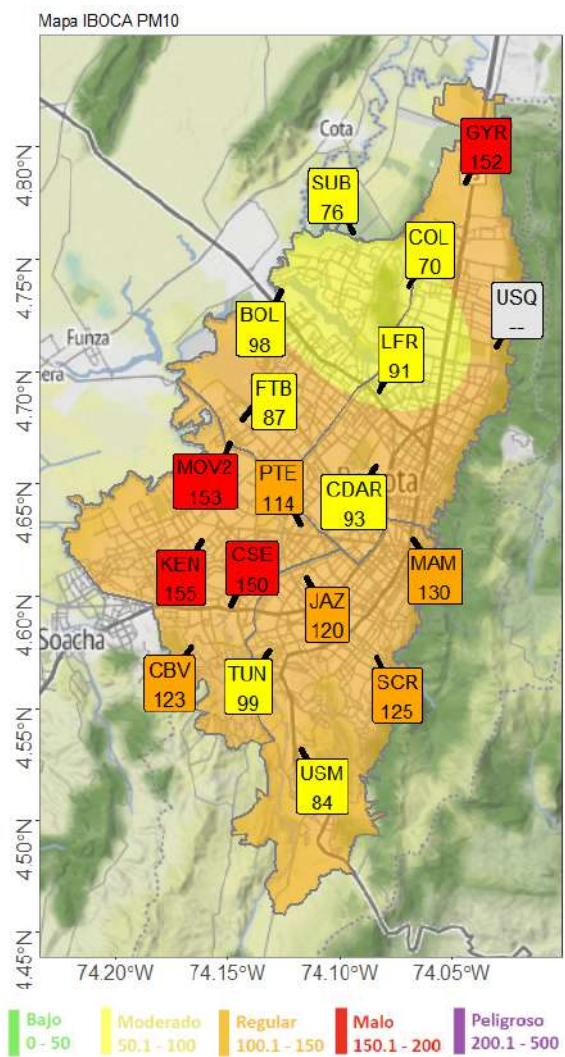 Mapa IBOCA PM10
4.80°N
4.75°N
4.70°N
4.65°N
4.60°N
4.55°N
4.50°N
4.45°N
Cota
GYR
152
SUB
76
COL
70
USQ
--
BOL
98
Funza
LFR
91
FTB
87
MOV2
153
PTE
114
CDAR
93
KEN
155
CSE
150
MAM
130
JAZ
120
Soacha
CBV
123
TUN
99
SCR
125
USM
84
74.20°W 74.15°W 74.10°W 74.05°W
Bajo
0 - 50
Moderado
50.1 - 100
Regular
100.1 - 150
Malo
150.1 - 200
Peligroso
200.1 - 500